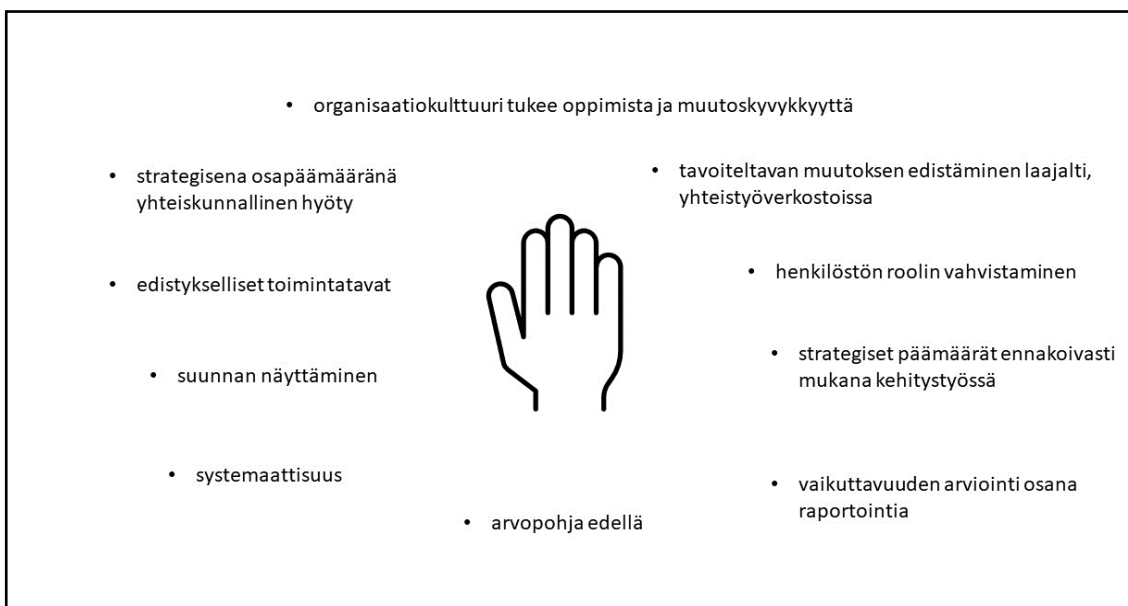 • organisaatiokulttuuri tukee oppimista ja muutoskyvykkyyttä
• strategisena osapäämääränä
yhteiskunnallinen hyöty
• tavoiteltavan muutoksen edistäminen laajalti,
yhteistyöverkostoissa
• edistykselliset toimintatavat
• henkilöstön roolin vahvistaminen
• suunnan näyttäminen
• strategiset päämäärät ennakoivasti
mukana kehitystyössä
• systemaattisuus
• vaikuttavuuden arviointi osana
raportointia
• arvopohja edellä